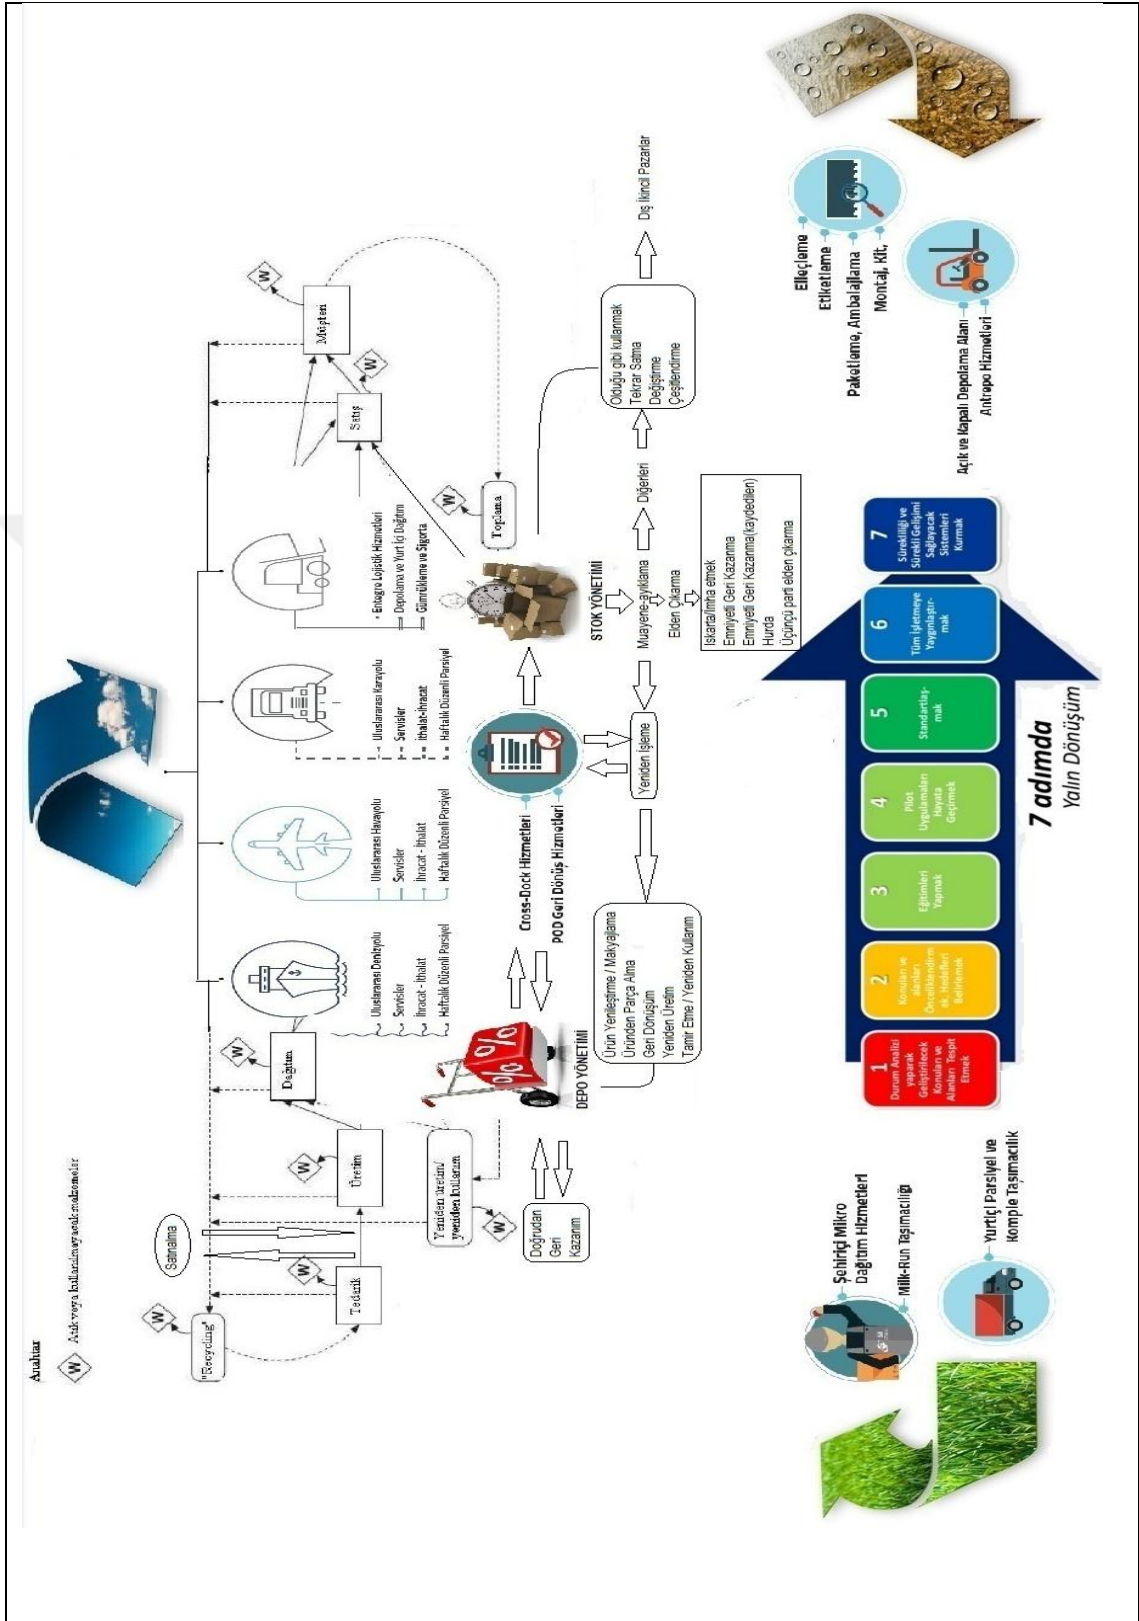 Anahtar
W
Atık veya kullanılmayacak malzemeler
"Recycling"
W
Satınalma
Tedarik
W
Üretim
W
Yeniden üretim/
yeniden kullanım
W
Dağıtım
W
Satış
W
Müşteri
W
Toplama
W
Uluslararası Denizyolu
Servisler
İhracat - İthalat
Haftalık Düzenli Parsiyel
Uluslararası Havayolu
Servisler
İhracat - İthalat
Haftalık Düzenli Parsiyel
Uluslararası Karayolu
Servisler
İthalat-İhracat
Haftalık Düzenli Parsiyel
• Entegre Lojistik Hizmetleri
Depolama ve Yurt İçi Dağıtım
Gümrükleme ve Sigorta
Cross-Dock Hizmetleri
POD Geri Dönüş Hizmetleri
% %
%
DEPO YÖNETİMİ
STOK YÖNETİMİ
Doğrudan
Geri
Kazanım
Ürün Yenileştirme / Makyajlama
Üründen Parça Alma
Geri Dönüşüm
Yeniden Üretim
Tamir Etme / Yeniden Kullanım
Yeniden İşleme
Muayene-ayıklama
Diğerleri
Elden Çıkarma
Iskarta/İmha etmek
Emniyetli Geri Kazanma
Emniyetli Geri Kazanma(kaydedilen)
Hurda
Üçünçü parti elden çıkarma
Olduğu gibi kullanmak
Tekrar Satma
Değiştirme
Çeşitlendirme
Dış İkincil Pazarlar
Şehiriçi Mikro
Dağıtım Hizmetleri
Milk-Run Taşımacılığı
Yurtiçi Parsiyel ve
Komple Taşımacılık
1
Durum Analizi
yaparak
Geliştirilecek
Konuları ve
Alanları Tespit
Etmek
2
Konuları ve
alanları
Önceliklendirm
ek, Hedefleri
Belirlemek
3
Eğitimleri
Yapmak
4
Pilot
Uygulamaları
Hayata
Geçirmek
5
Standartlaş-
mak
6
Tüm İşletmeye
Yaygınlaştır-
mak
7
Sürekliliği ve
Sürekli Gelişimi
Sağlayacak
Sistemleri
Kurmak
7 adımda
Yalın Dönüşüm
Elleçleme
Etiketleme
Paketleme, Ambalajlama
Montaj, Kit,
Açık ve Kapalı Depolama Alanı
Antrepo Hizmetleri